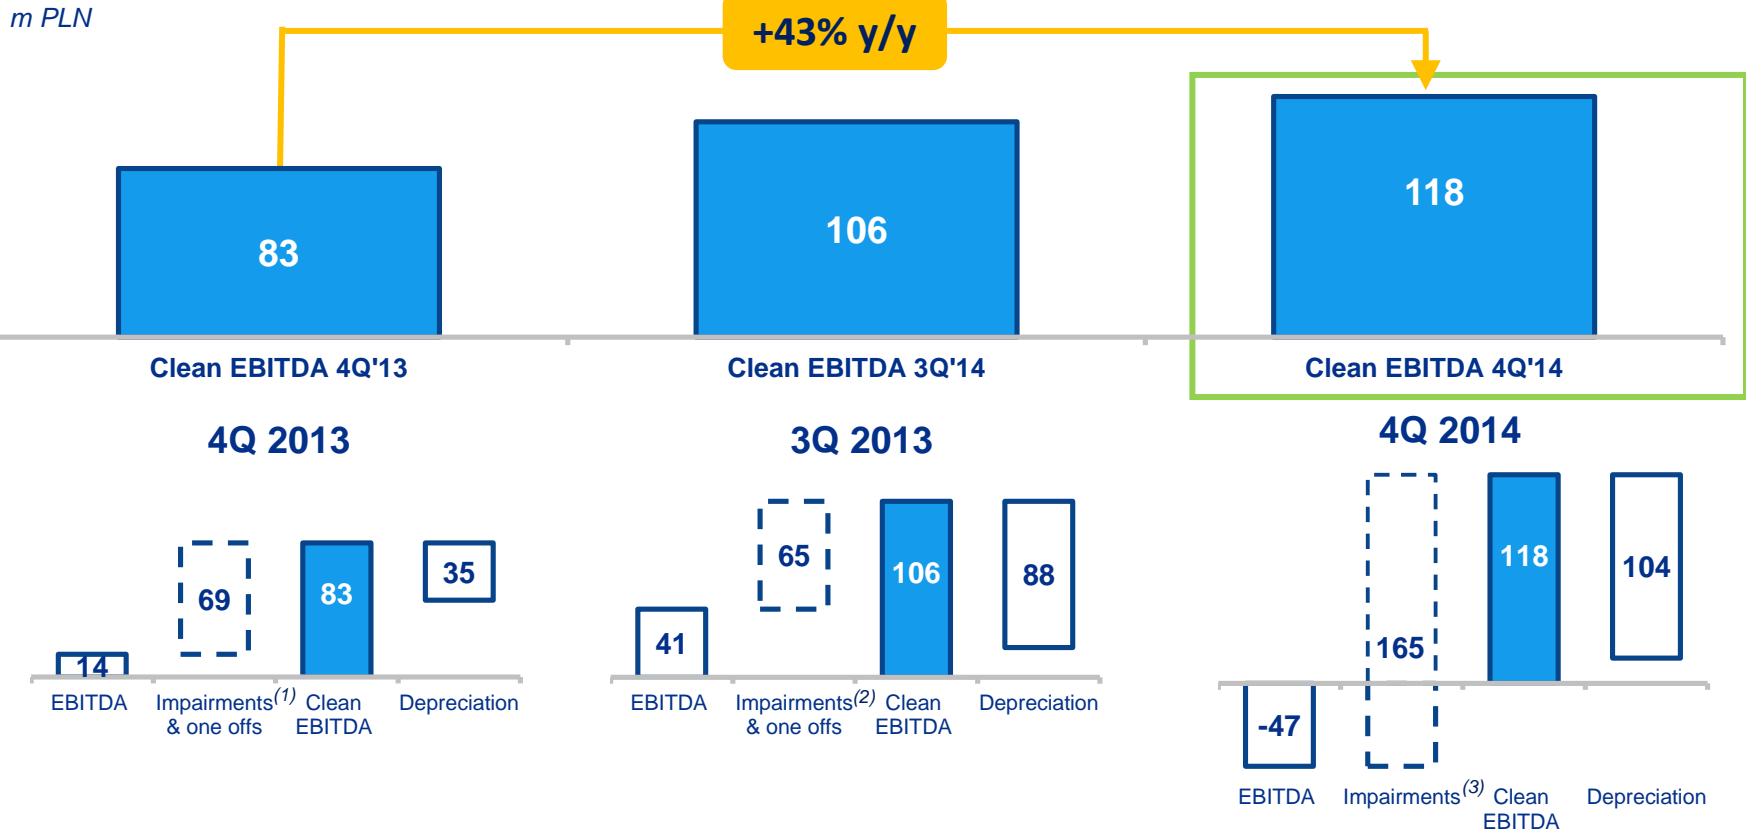 m PLN
+43% y/y
83
106
118
Clean EBITDA 4Q'13
Clean EBITDA 3Q'14
Clean EBITDA 4Q'14
4Q 2013
14
69
83
35
EBITDA
Impairments(1)
& one offs
Clean
EBITDA
Depreciation
3Q 2013
41
65
106
88
EBITDA
Impairments(2)
& one offs
Clean
EBITDA
Depreciation
4Q 2014
-47
165
118
104
EBITDA
Impairments(3)
Clean
EBITDA
Depreciation